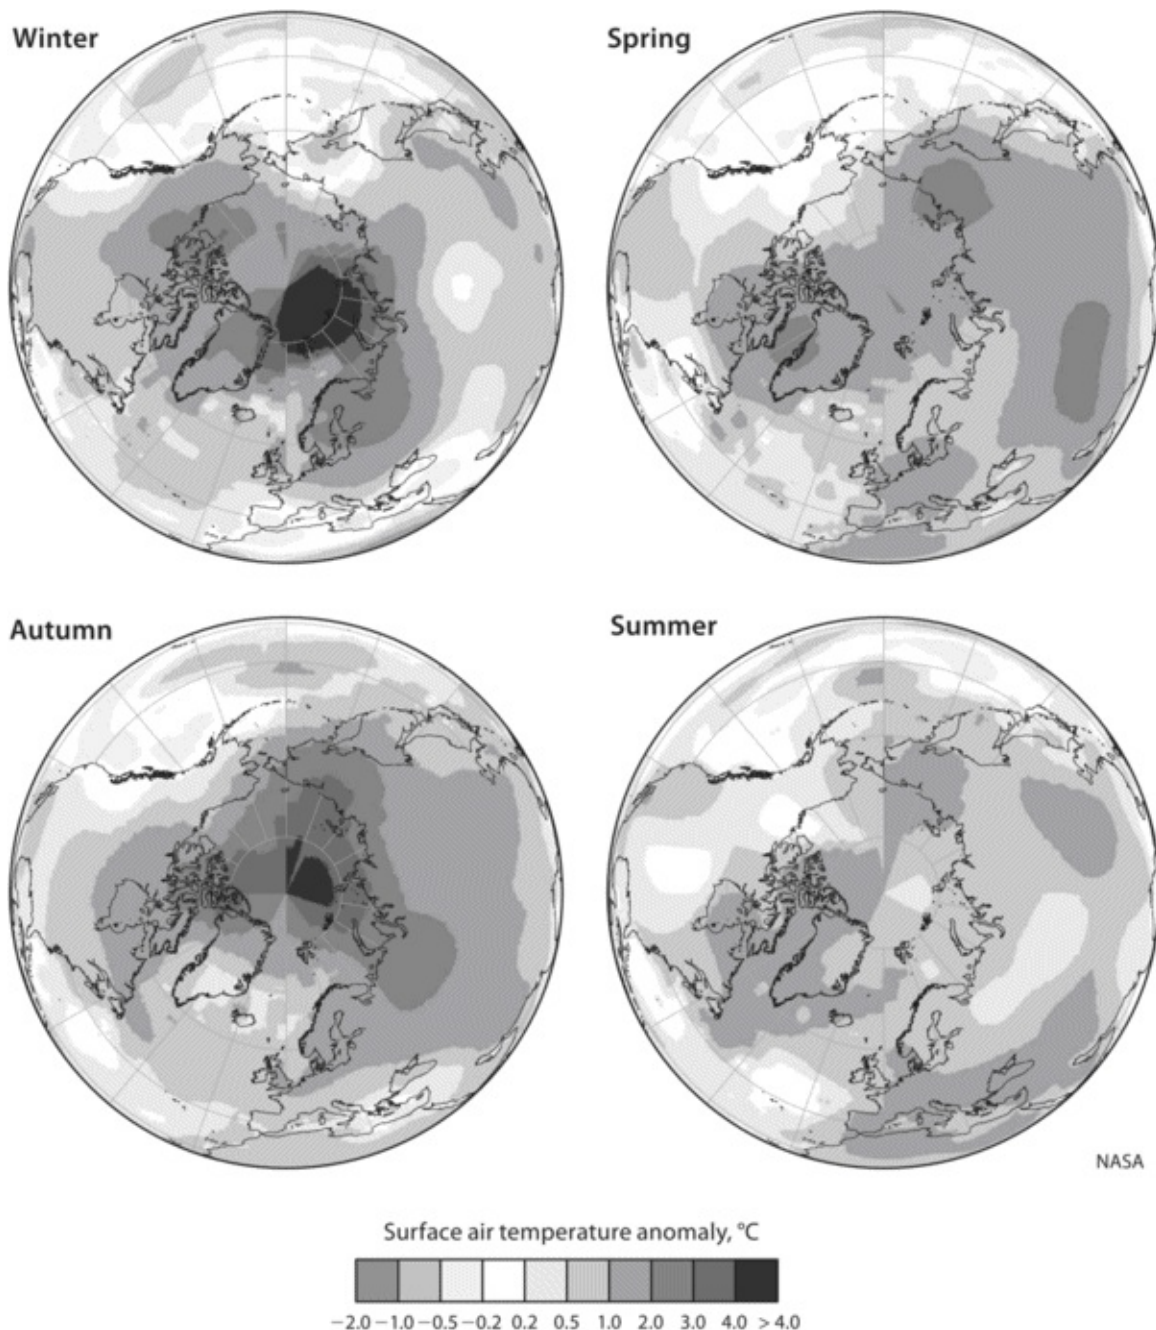 Winter
Spring
Autumn
Summer
NASA
Surface air temperature anomaly, °C
−2.0 −1.0 −0.5 −0.2 0.2 0.5 1.0 2.0 3.0 4.0 > 4.0